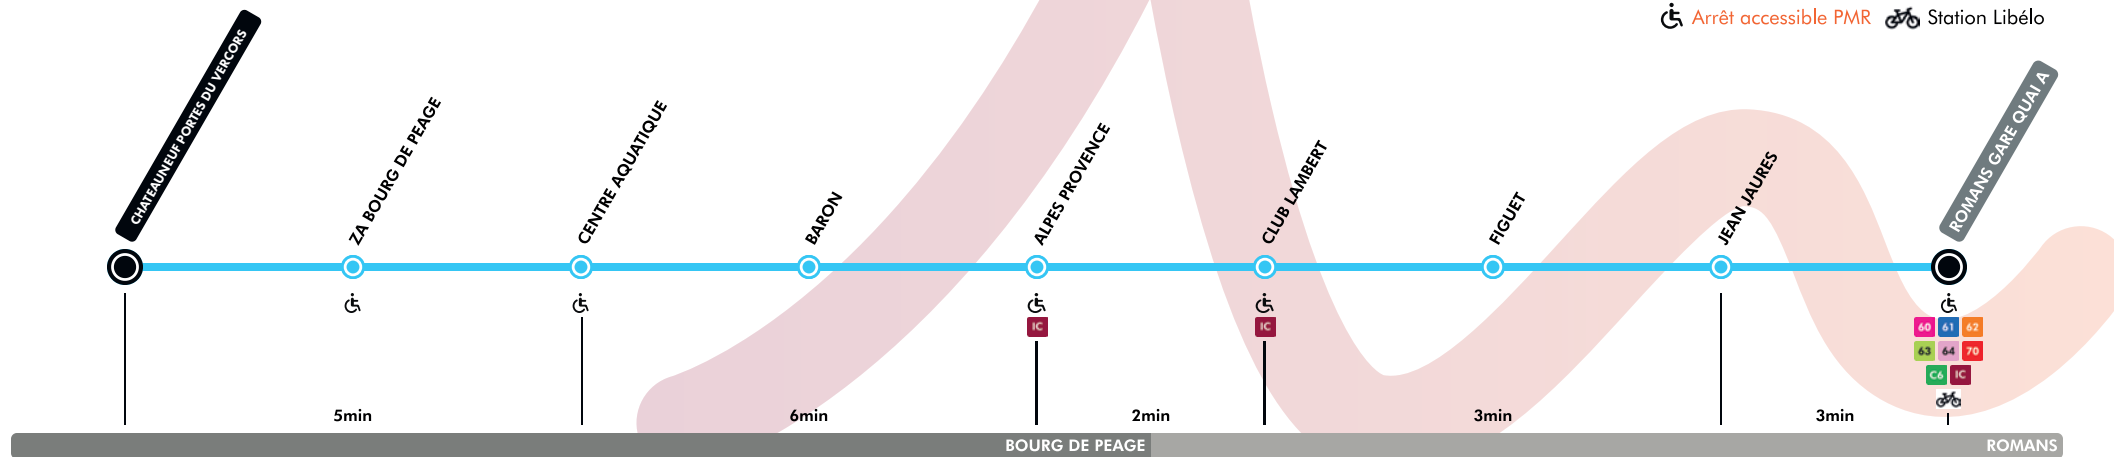 Arrêt accessible PMR Station Libélo
CHATEAUNEUF PORTES DU VERCORS
ZA BOURG DE PEAGE
CENTRE AQUATIQUE
BARON
ALPES PROVENCE
CLUB LAMBERT
FIGUET
JEAN JAURES
ROMANS GARE QUAI A
IC
IC
60 61 62
63 64 70
C6 IC
5min 6min 2min 3min 3min
BOURG DE PEAGE ROMANS